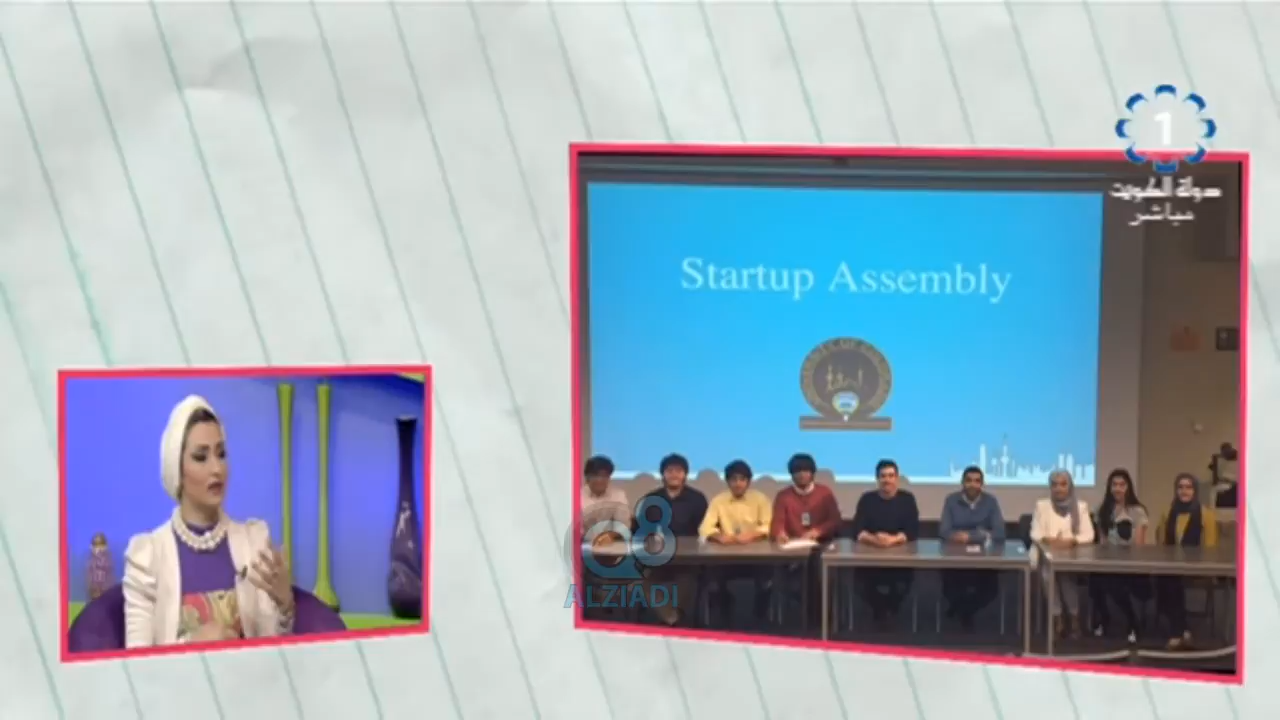 1
دولة الكويت
مباشر
Startup Assembly
Q8
ALZIADI